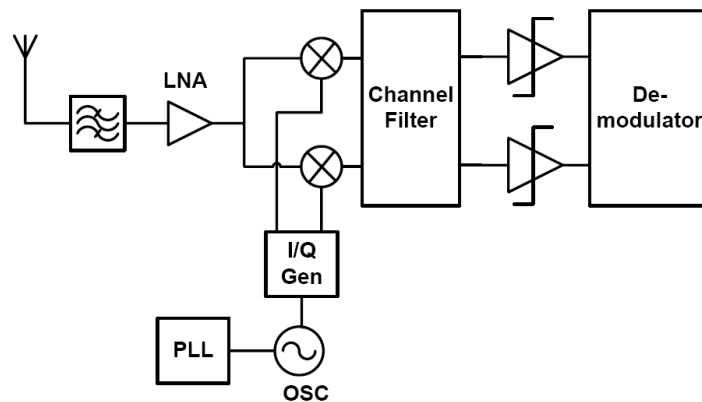 LNA
Channel
Filter
De-
modulator
I/Q
Gen
PLL
OSC